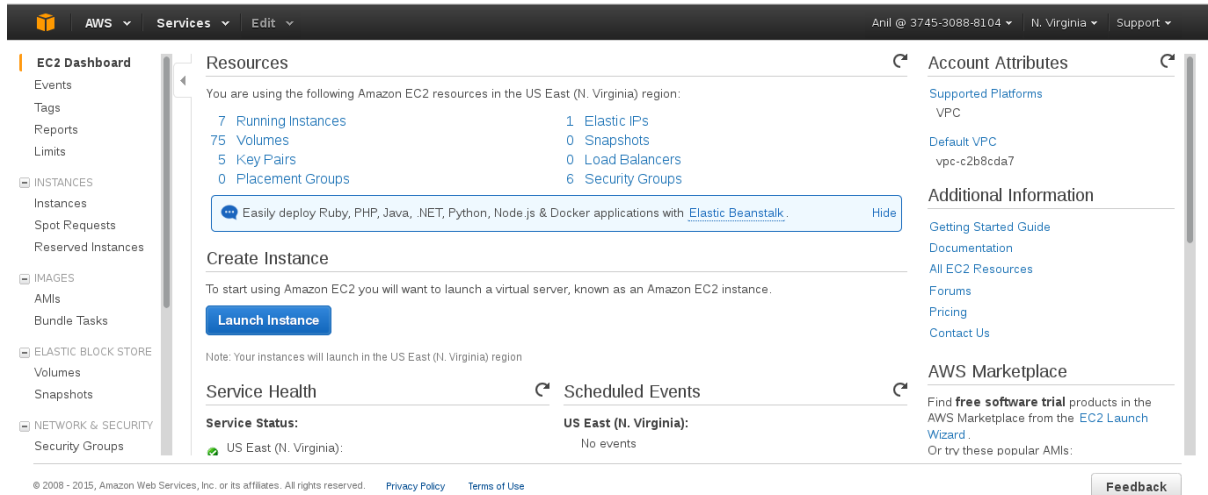 AWS Services Edit Anil @ 3745-3088-8104 N. Virginia Support
EC2 Dashboard
Events
Tags
Reports
Limits
INSTANCES
Instances
Spot Requests
Reserved Instances
IMAGES
AMIs
Bundle Tasks
ELASTIC BLOCK STORE
Volumes
Snapshots
NETWORK & SECURITY
Security Groups
Resources
You are using the following Amazon EC2 resources in the US East (N. Virginia) region:
7 Running Instances 1 Elastic IPs
75 Volumes 0 Snapshots
5 Key Pairs 0 Load Balancers
0 Placement Groups 6 Security Groups
Easily deploy Ruby, PHP, Java, .NET, Python, Node.js & Docker applications with Elastic Beanstalk. Hide
Create Instance
To start using Amazon EC2 you will want to launch a virtual server, known as an Amazon EC2 instance.
Launch Instance
Note: Your instances will launch in the US East (N. Virginia) region
Service Health
Service Status:
US East (N. Virginia):
Scheduled Events
US East (N. Virginia):
No events
Account Attributes
Supported Platforms
VPC
Default VPC
vpc-c2b8cda7
Additional Information
Getting Started Guide
Documentation
All EC2 Resources
Forums
Pricing
Contact Us
AWS Marketplace
Find free software trial products in the
AWS Marketplace from the EC2 Launch
Wizard.
Or try these popular AMIs:
© 2008 - 2015, Amazon Web Services, Inc. or its affiliates. All rights reserved. Privacy Policy Terms of Use Feedback